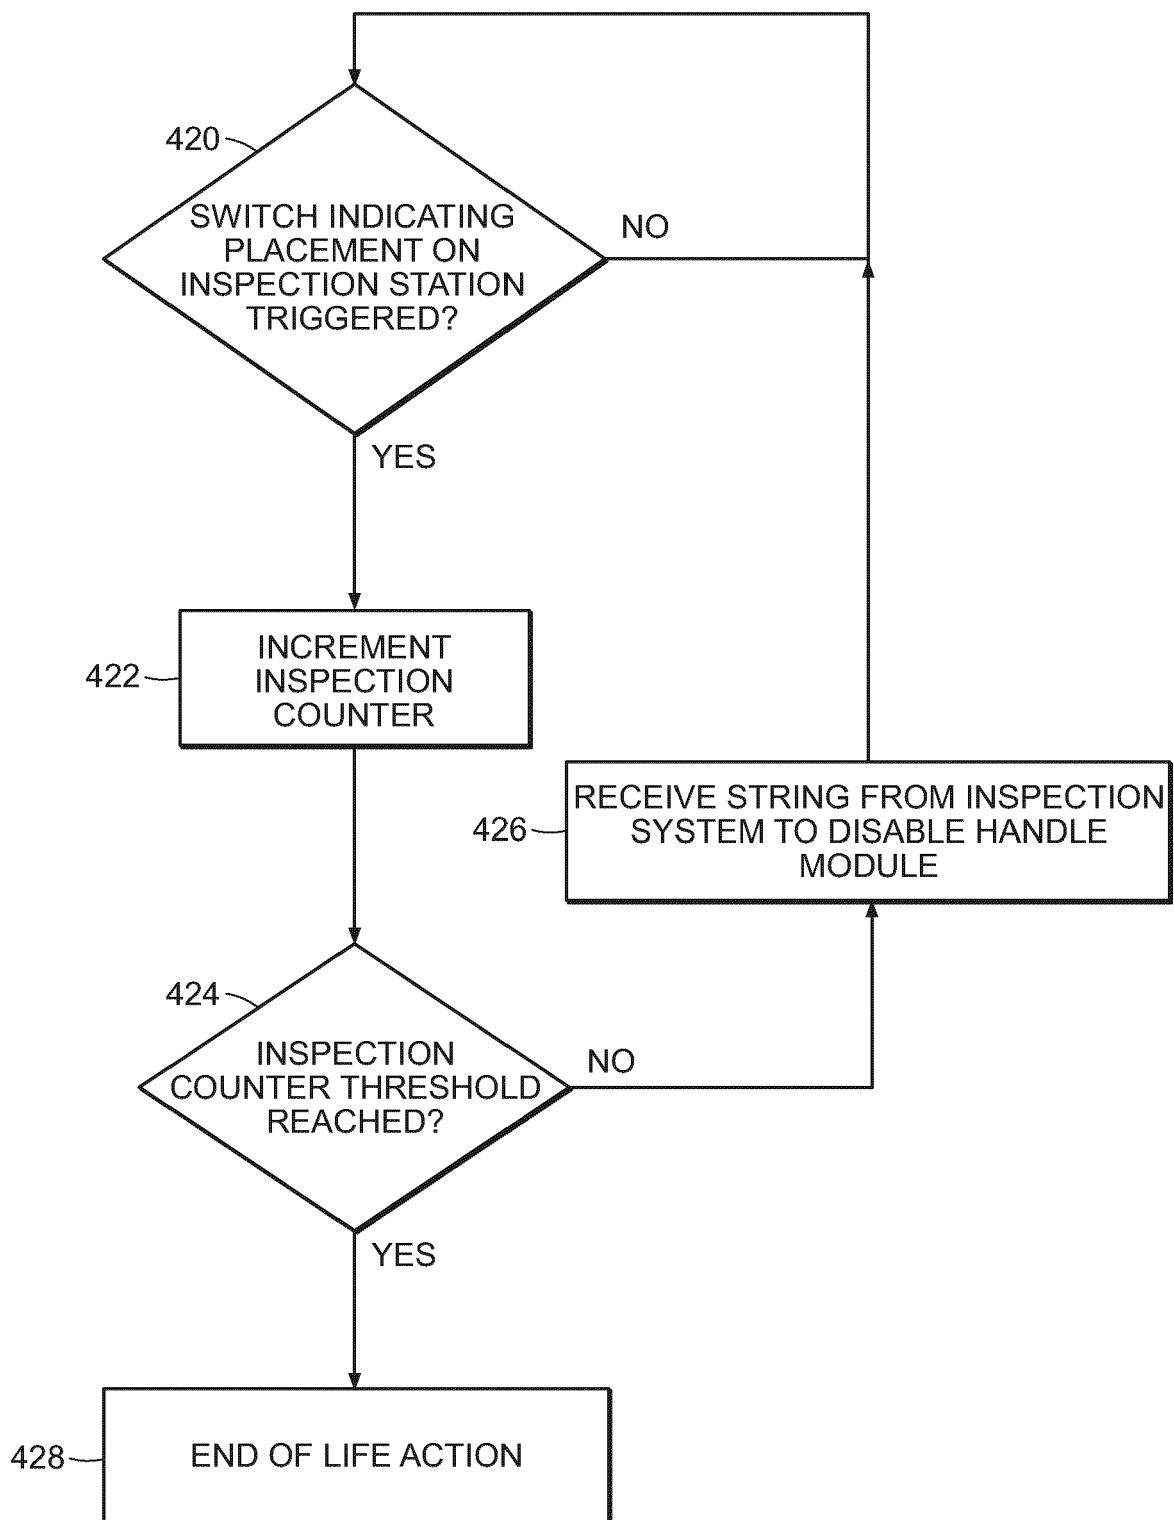 420
SWITCH INDICATING
PLACEMENT ON
INSPECTION STATION
TRIGGERED?
NO
YES
422
INCREMENT
INSPECTION
COUNTER
426
RECEIVE STRING FROM INSPECTION
SYSTEM TO DISABLE HANDLE
MODULE
424
INSPECTION
COUNTER THRESHOLD
REACHED?
NO
YES
428
END OF LIFE ACTION